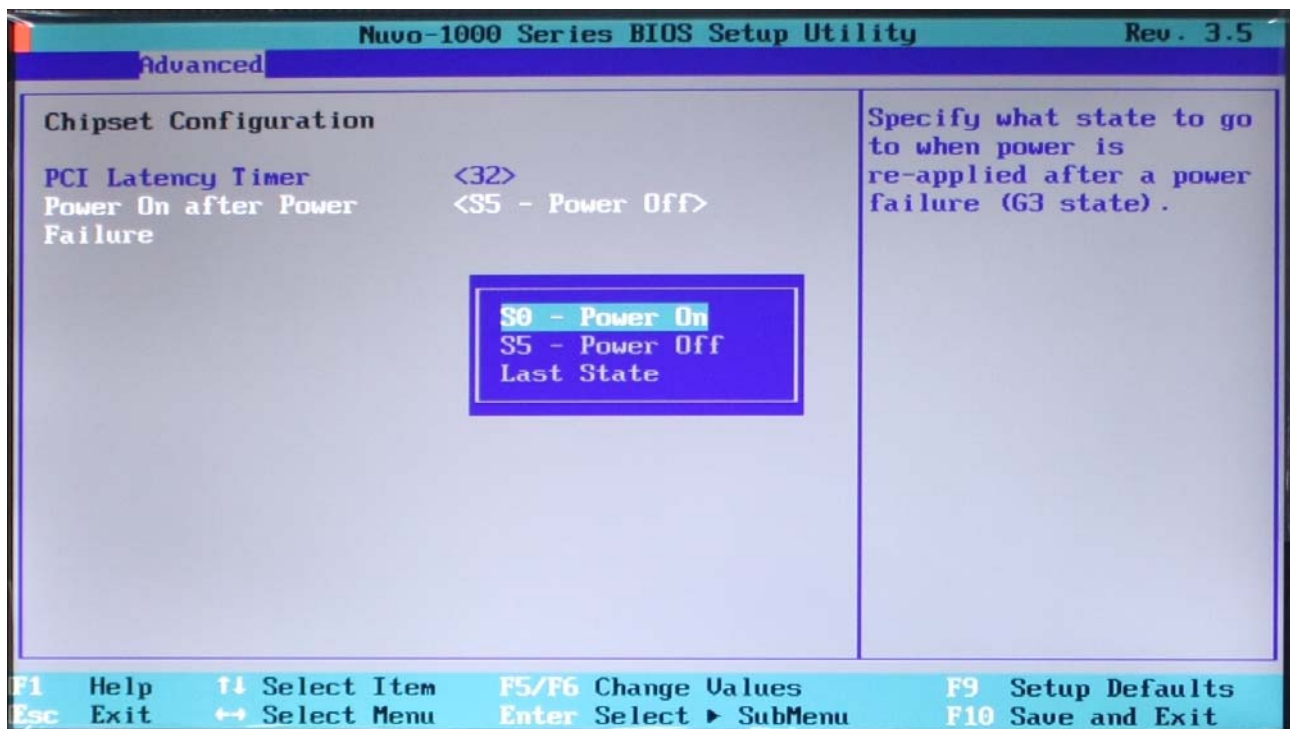 Nuvo-1000 Series BIOS Setup Utility Rev. 3.5
Advanced
Chipset Configuration
PCI Latency Timer <32>
Power On after Power <S5 - Power Off>
Failure
S0 - Power On
S5 - Power Off
Last State
Specify what state to go
to when power is
re-applied after a power
failure (G3 state).
F1 Help ↑↓ Select Item F5/F6 Change Values F9 Setup Defaults
Esc Exit ↔ Select Menu Enter Select ▶ SubMenu F10 Save and Exit